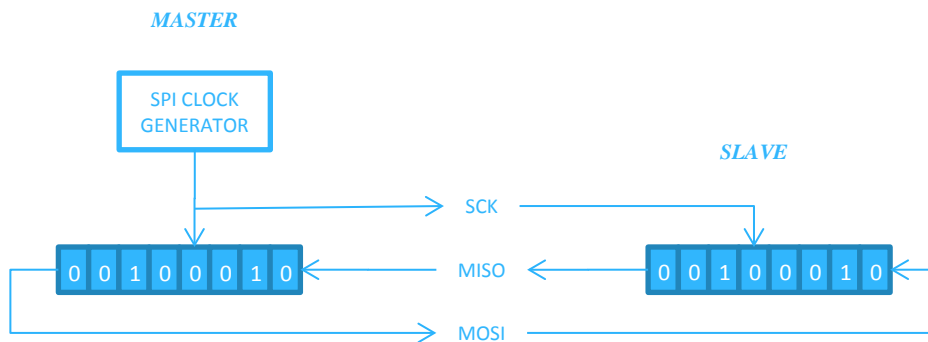 MASTER
SPI CLOCK
GENERATOR
SLAVE
SCK
0 0 1 0 0 0 1 0
MISO
0 0 1 0 0 0 1 0
MOSI